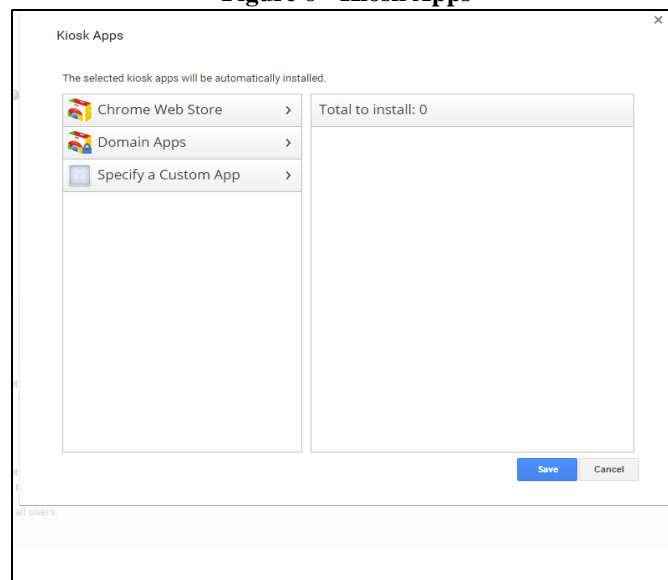 Kiosk Apps
The selected kiosk apps will be automatically installed.
Chrome Web Store
Total to install: 0
Domain Apps
Specify a Custom App
Save Cancel
all users.